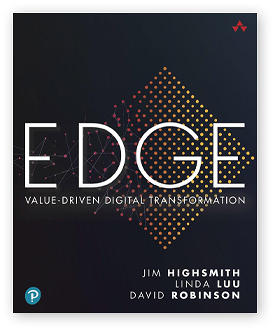 EDGE
VALUE-DRIVEN DIGITAL TRANSFORMATION
JIM HIGHSMITH
LINDA LUU
DAVID ROBINSON
P